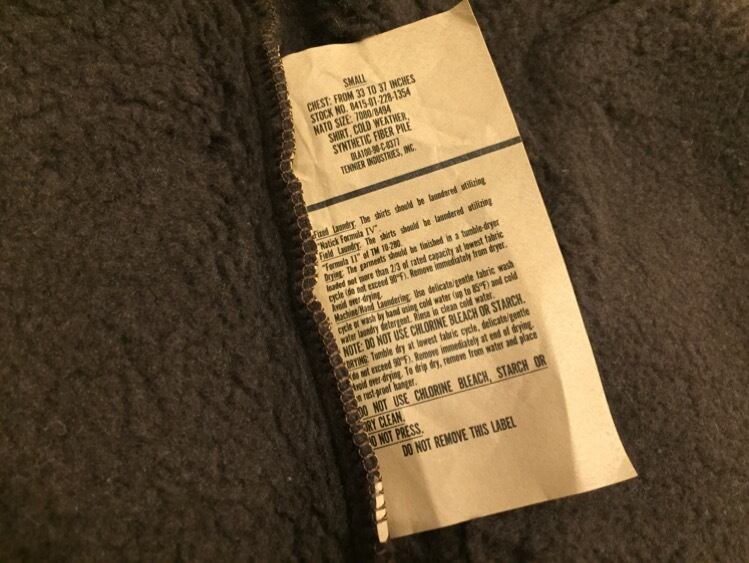 SMALL
CHEST: FROM 33 TO 37 INCHES
STOCK NO. 8415-01-228-1354
NATO SIZE: 7080/8494
SHIRT, COLD WEATHER,
SYNTHETIC FIBER PILE
DLA100-90-C-0377
TENNIER INDUSTRIES, INC.
Fixed Laundry: The shirts should be laundered utilizing
"Natick Formula IV".
Field Laundry: The shirts should be laundered utilizing
"Formula II" of TM 10-280.
Drying: The garments should be finished in a tumble-dryer
loaded not more than 2/3 of rated capacity at lowest fabric
cycle (do not exceed 90°F). Remove immediately from dryer.
Avoid over-drying.
Machine/Hand Laundering: Use delicate/gentle fabric wash
cycle or wash by hand using cold water (up to 85°F) and cold
water laundry detergent. Rinse in clean cold water.
NOTE: DO NOT USE CHLORINE BLEACH OR STARCH.
DRYING: Tumble dry at lowest fabric cycle, delicate/gentle
(do not exceed 90°F). Remove immediately at end of drying.
Avoid over-drying. To drip dry, remove from water and place
on rust-proof hanger.
DO NOT USE CHLORINE BLEACH, STARCH OR
DRY CLEAN.
DO NOT PRESS.
DO NOT REMOVE THIS LABEL